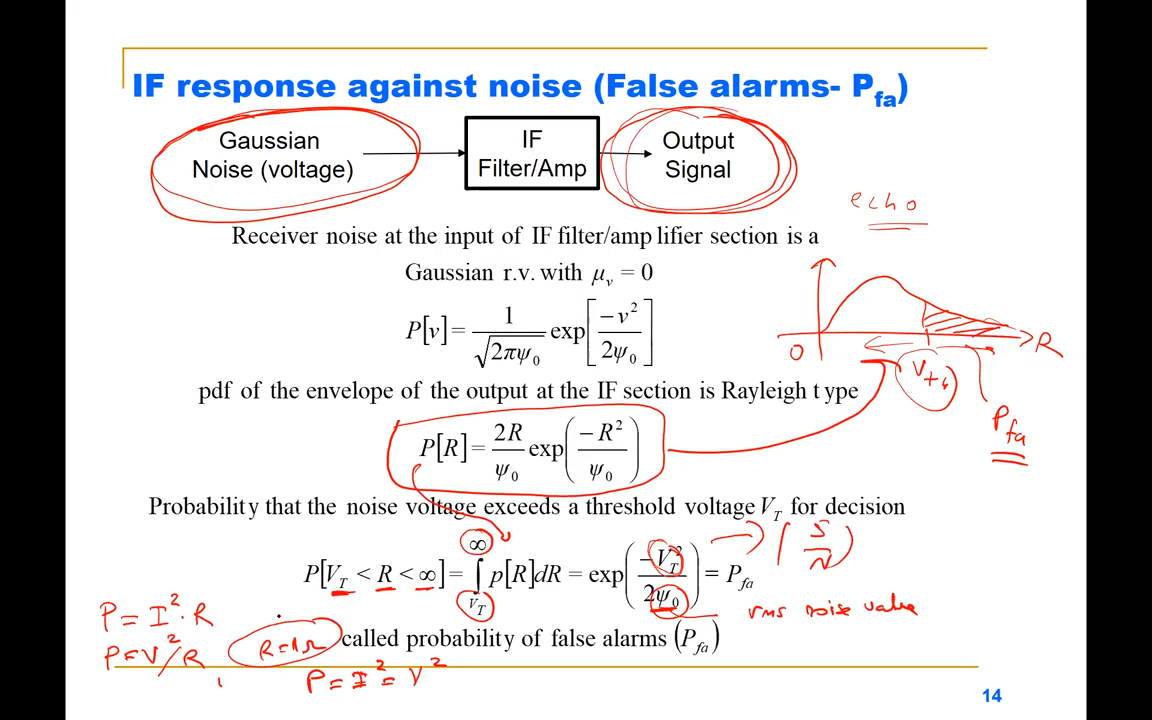 IF response against noise (False alarms- Pfa)
Gaussian
Noise (voltage)
IF
Filter/Amp
Output
Signal
echo
Receiver noise at the input of IF filter/amp lifier section is a
Gaussian r.v. with μv = 0
P[v] = 1/√(2πψ0) exp[−v²/2ψ0]
0
R
VTh
Pfa
pdf of the envelope of the output at the IF section is Rayleigh t ype
P[R] = 2R/ψ0 exp(−R²/ψ0)
Probability that the noise voltage exceeds a threshold voltage VT for decision
P[VT < R < ∞] = ∫VT^∞ p[R]dR = exp(−VT²/2ψ0) = Pfa
(S/N)
rms noise value
called probability of false alarms (Pfa)
P = I². R
P = V²/R
R=1Ω
P = I² = V²
14